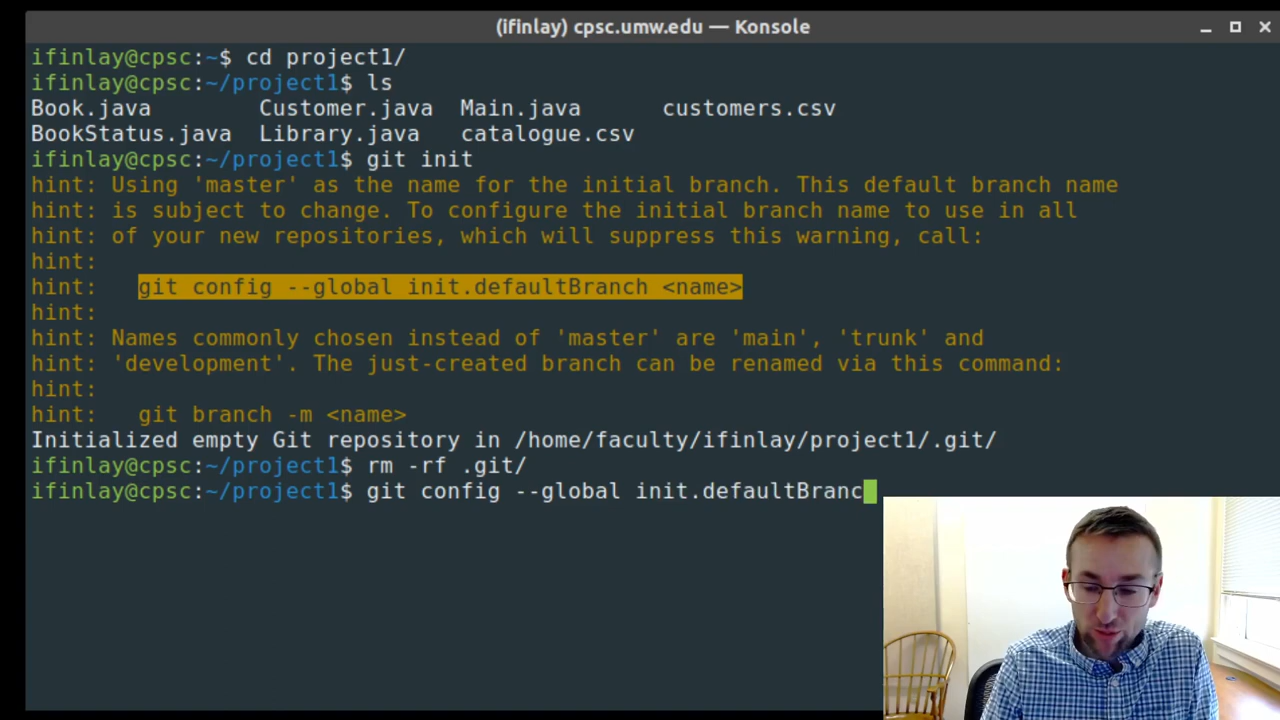 (ifinlay) cpsc.umw.edu — Konsole
ifinlay@cpsc:~$ cd project1/
ifinlay@cpsc:~/project1$ ls
Book.java        Customer.java  Main.java      customers.csv
BookStatus.java  Library.java   catalogue.csv
ifinlay@cpsc:~/project1$ git init
hint: Using 'master' as the name for the initial branch. This default branch name
hint: is subject to change. To configure the initial branch name to use in all
hint: of your new repositories, which will suppress this warning, call:
hint:
hint:   git config --global init.defaultBranch <name>
hint:
hint: Names commonly chosen instead of 'master' are 'main', 'trunk' and
hint: 'development'. The just-created branch can be renamed via this command:
hint:
hint:   git branch -m <name>
Initialized empty Git repository in /home/faculty/ifinlay/project1/.git/
ifinlay@cpsc:~/project1$ rm -rf .git/
ifinlay@cpsc:~/project1$ git config --global init.defaultBranc